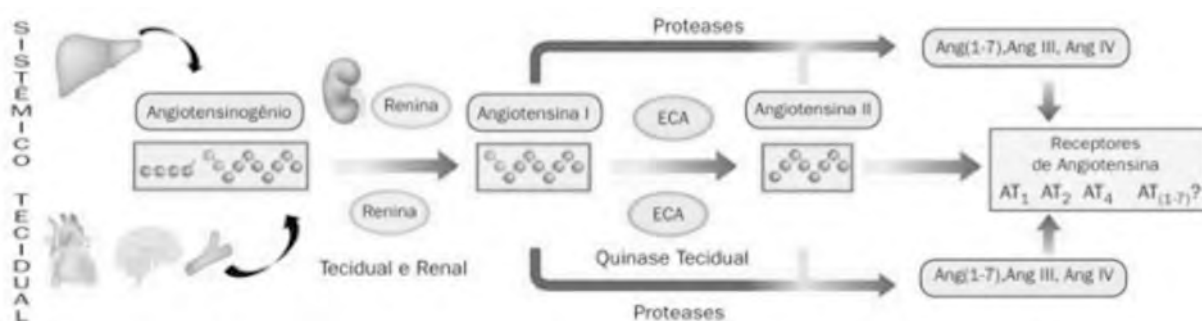 SISTÊMICO
TECIDUAL
Proteases
Ang(1-7),Ang III, Ang IV
Angiotensinogênio
Renina
Angiotensina I
ECA
Angiotensina II
Receptores
de Angiotensina
AT1 AT2 AT4 AT(1-7)?
Renina
ECA
Tecidual e Renal
Quinase Tecidual
Ang(1-7),Ang III, Ang IV
Proteases